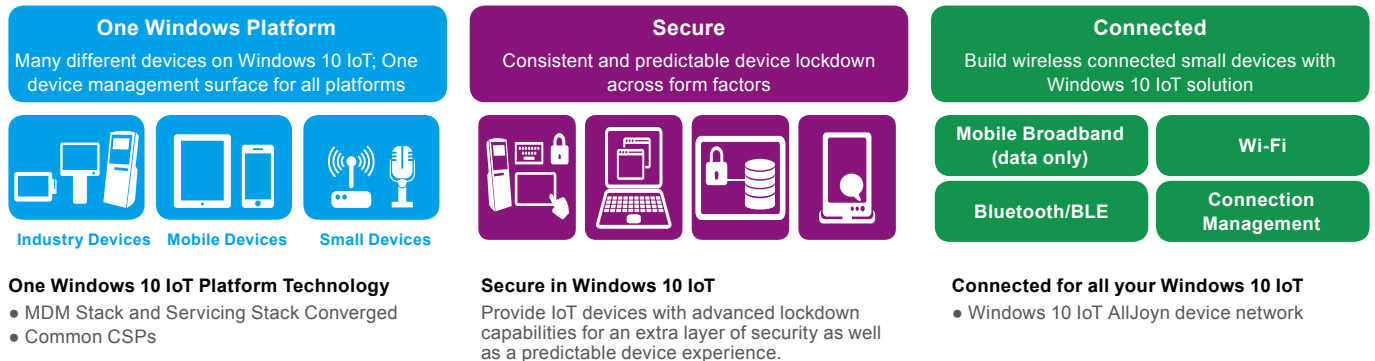 One Windows Platform
Many different devices on Windows 10 IoT; One
device management surface for all platforms
Industry Devices
Mobile Devices
Small Devices
One Windows 10 IoT Platform Technology
● MDM Stack and Servicing Stack Converged
● Common CSPs
Secure
Consistent and predictable device lockdown
across form factors
Secure in Windows 10 IoT
Provide IoT devices with advanced lockdown
capabilities for an extra layer of security as well
as a predictable device experience.
Connected
Build wireless connected small devices with
Windows 10 IoT solution
Mobile Broadband
(data only)
Wi-Fi
Bluetooth/BLE
Connection
Management
Connected for all your Windows 10 IoT
● Windows 10 IoT AllJoyn device network